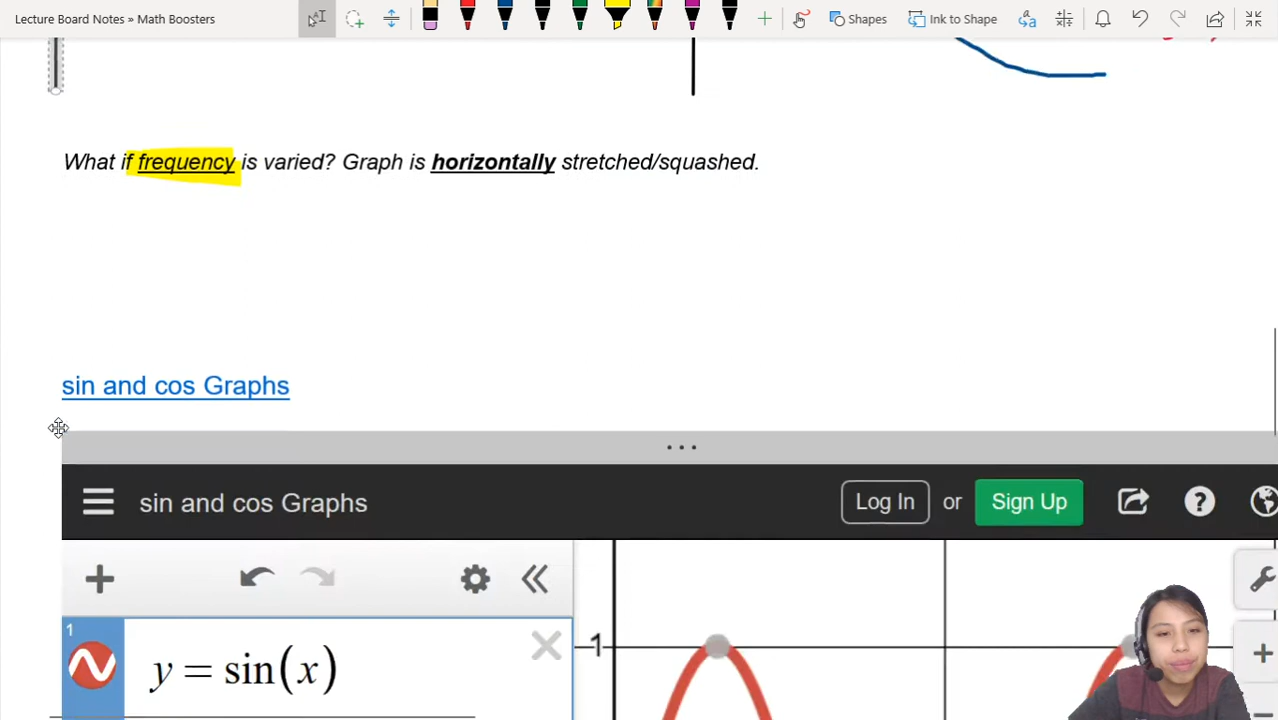 Lecture Board Notes » Math Boosters
Shapes
Ink to Shape
What if frequency is varied? Graph is horizontally stretched/squashed.
sin and cos Graphs
sin and cos Graphs
Log In or Sign Up
1
y = sin(x)
1